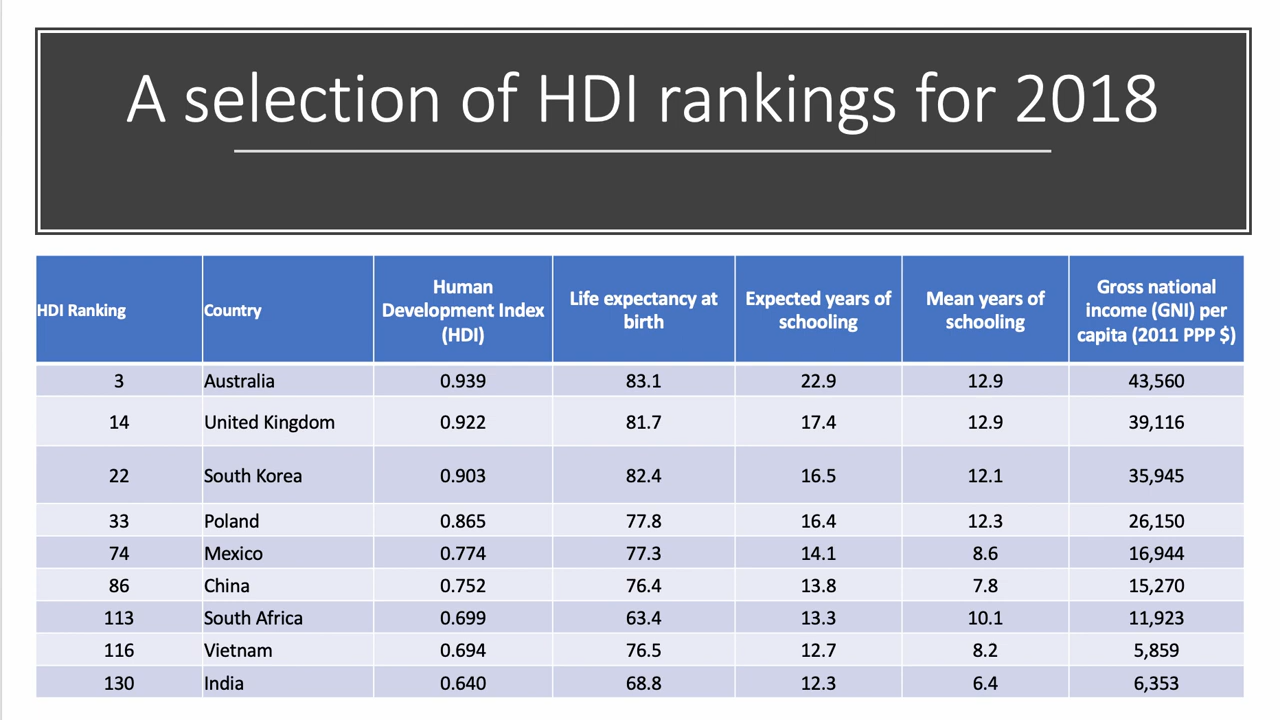 A selection of HDI rankings for 2018
HDI Ranking Country Human Development Index (HDI) Life expectancy at birth Expected years of schooling Mean years of schooling Gross national income (GNI) per capita (2011 PPP $)
3 Australia 0.939 83.1 22.9 12.9 43,560
14 United Kingdom 0.922 81.7 17.4 12.9 39,116
22 South Korea 0.903 82.4 16.5 12.1 35,945
33 Poland 0.865 77.8 16.4 12.3 26,150
74 Mexico 0.774 77.3 14.1 8.6 16,944
86 China 0.752 76.4 13.8 7.8 15,270
113 South Africa 0.699 63.4 13.3 10.1 11,923
116 Vietnam 0.694 76.5 12.7 8.2 5,859
130 India 0.640 68.8 12.3 6.4 6,353